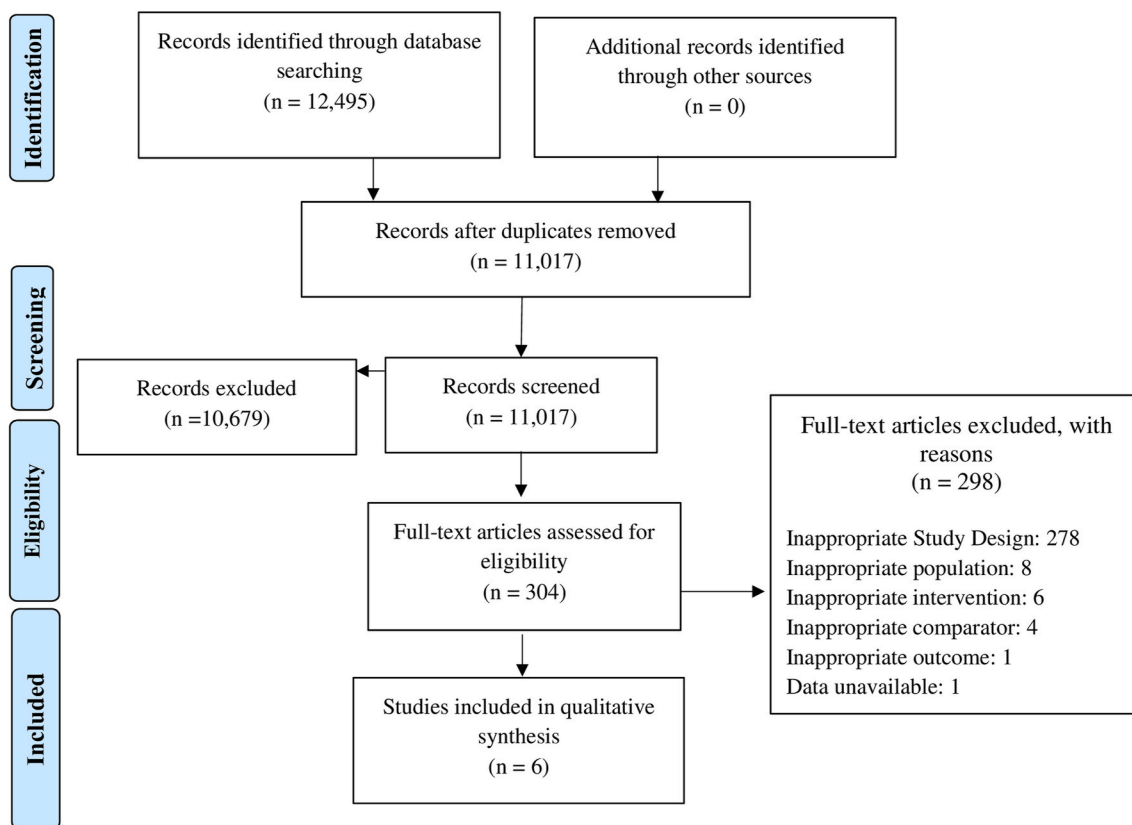 Identification
Records identified through database
searching
(n = 12,495)
Additional records identified
through other sources
(n = 0)
Records after duplicates removed
(n = 11,017)
Screening
Records excluded
(n =10,679)
Records screened
(n = 11,017)
Eligibility
Full-text articles assessed for
eligibility
(n = 304)
Full-text articles excluded, with
reasons
(n = 298)
Inappropriate Study Design: 278
Inappropriate population: 8
Inappropriate intervention: 6
Inappropriate comparator: 4
Inappropriate outcome: 1
Data unavailable: 1
Included
Studies included in qualitative
synthesis
(n = 6)